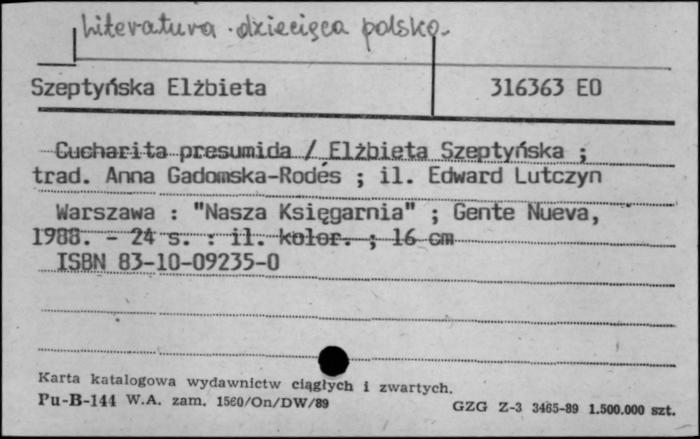 Literatura dziecięca polska.
Szeptyńska Elżbieta 316363 EO
Cucharita presumida / Elżbieta Szeptyńska ;
trad. Anna Gadomska-Rodés ; il. Edward Lutczyn
Warszawa : "Nasza Księgarnia" ; Gente Nueva,
1988. - 24 s. : il. kolor. ; 16 cm
ISBN 83-10-09235-0
Karta katalogowa wydawnictw ciągłych i zwartych.
Pu-B-144 W.A. zam. 1560/On/DW/89 GZG Z-3 3465-89 1.500.000 szt.